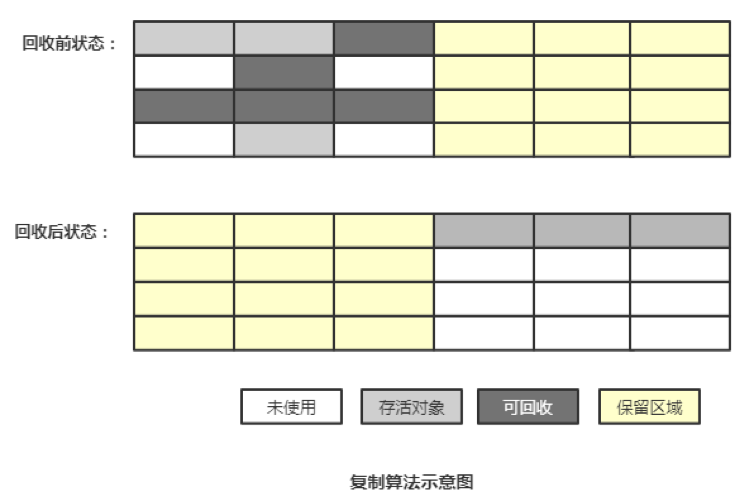 回收前状态：
回收后状态：
未使用
存活对象
可回收
保留区域
复制算法示意图